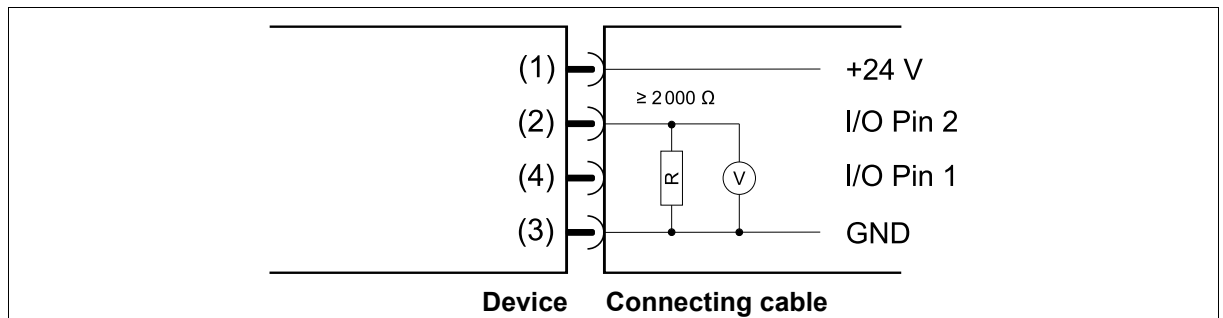 (1) +24 V
≥ 2 000 Ω
(2) I/O Pin 2
(4) R V I/O Pin 1
(3) GND
Device Connecting cable